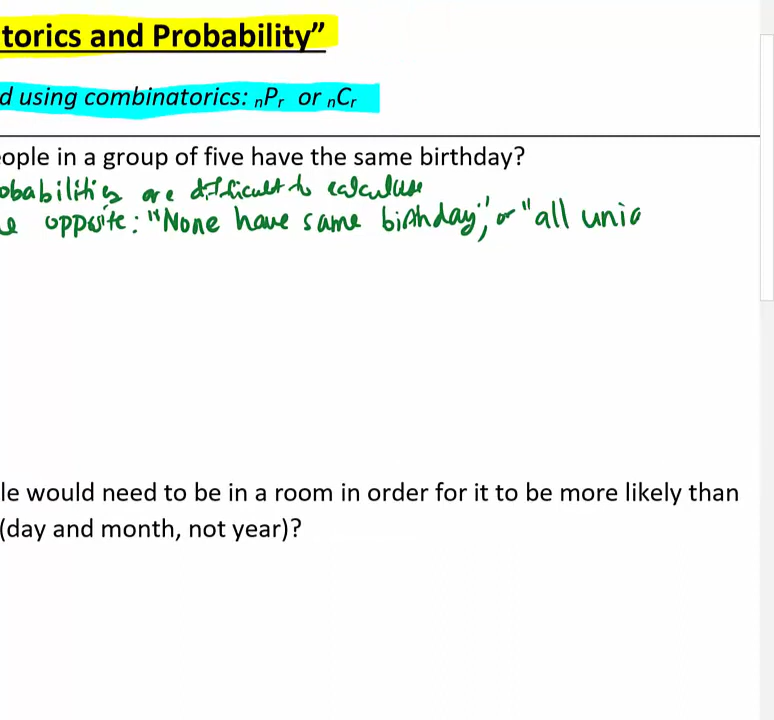 torics and Probability”
d using combinatorics: nPr or nCr
ople in a group of five have the same birthday?
obabilities are difficult to calculate
e opposite: "None have same birthday", or "all uniq
le would need to be in a room in order for it to be more likely than
(day and month, not year)?